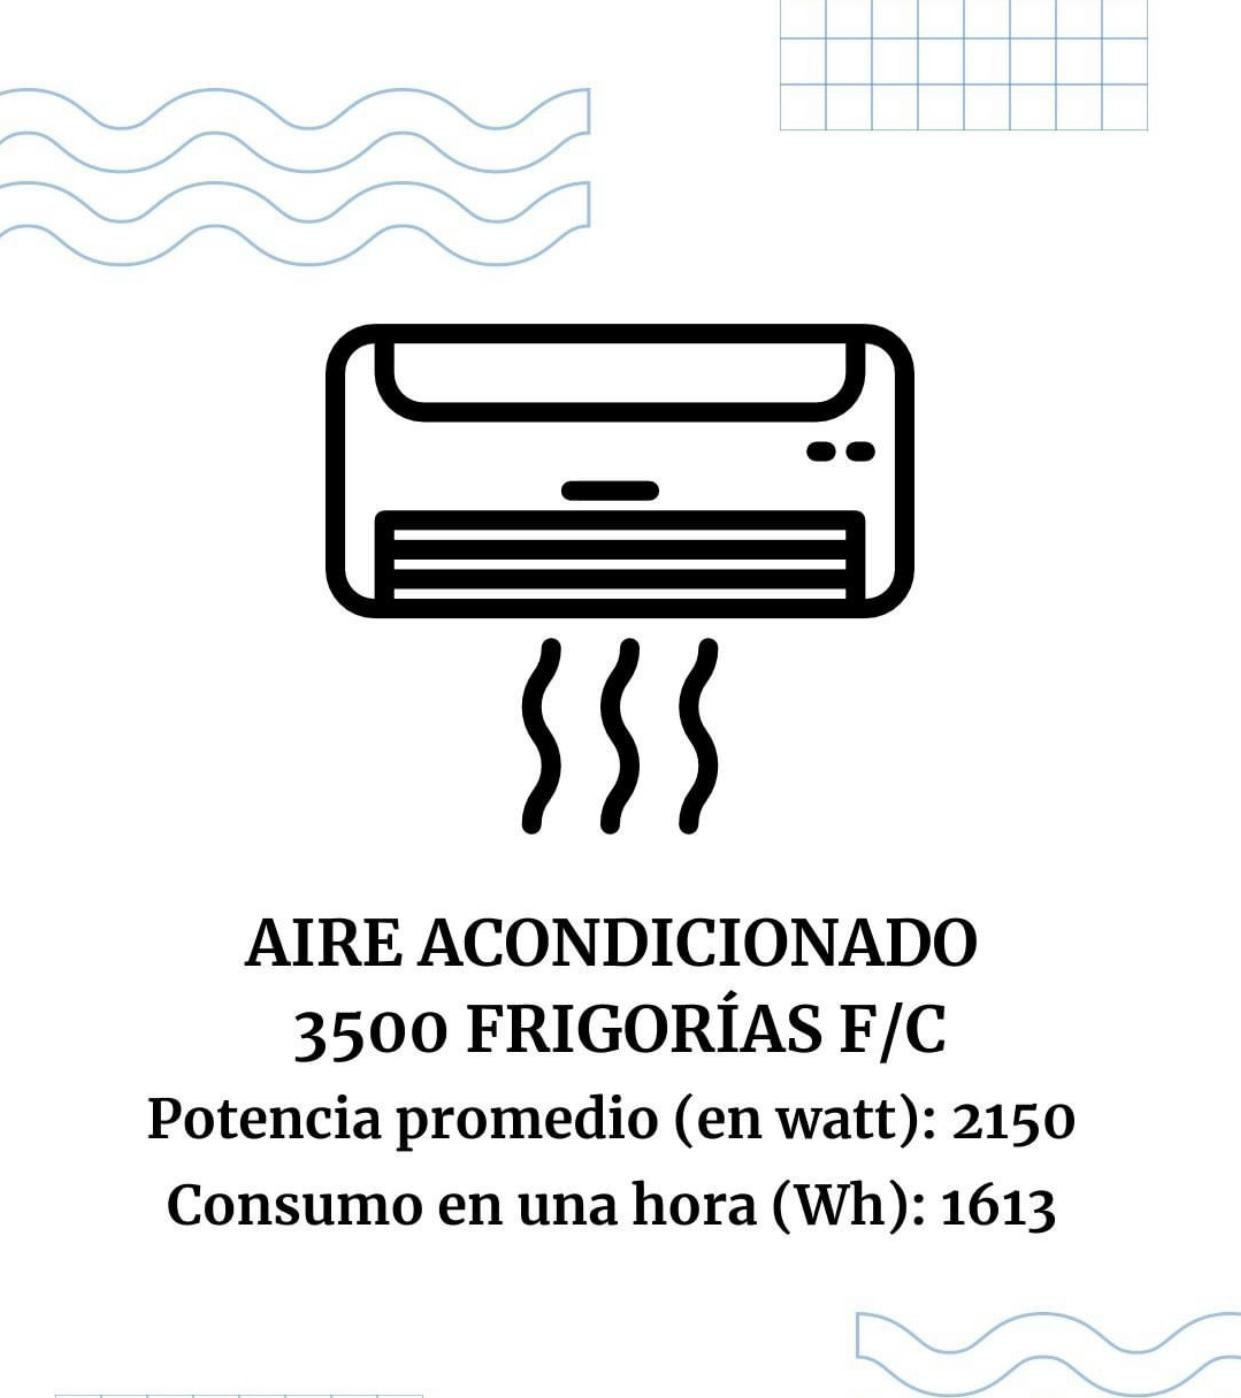 AIRE ACONDICIONADO
3500 FRIGORÍAS F/C
Potencia promedio (en watt): 2150
Consumo en una hora (Wh): 1613